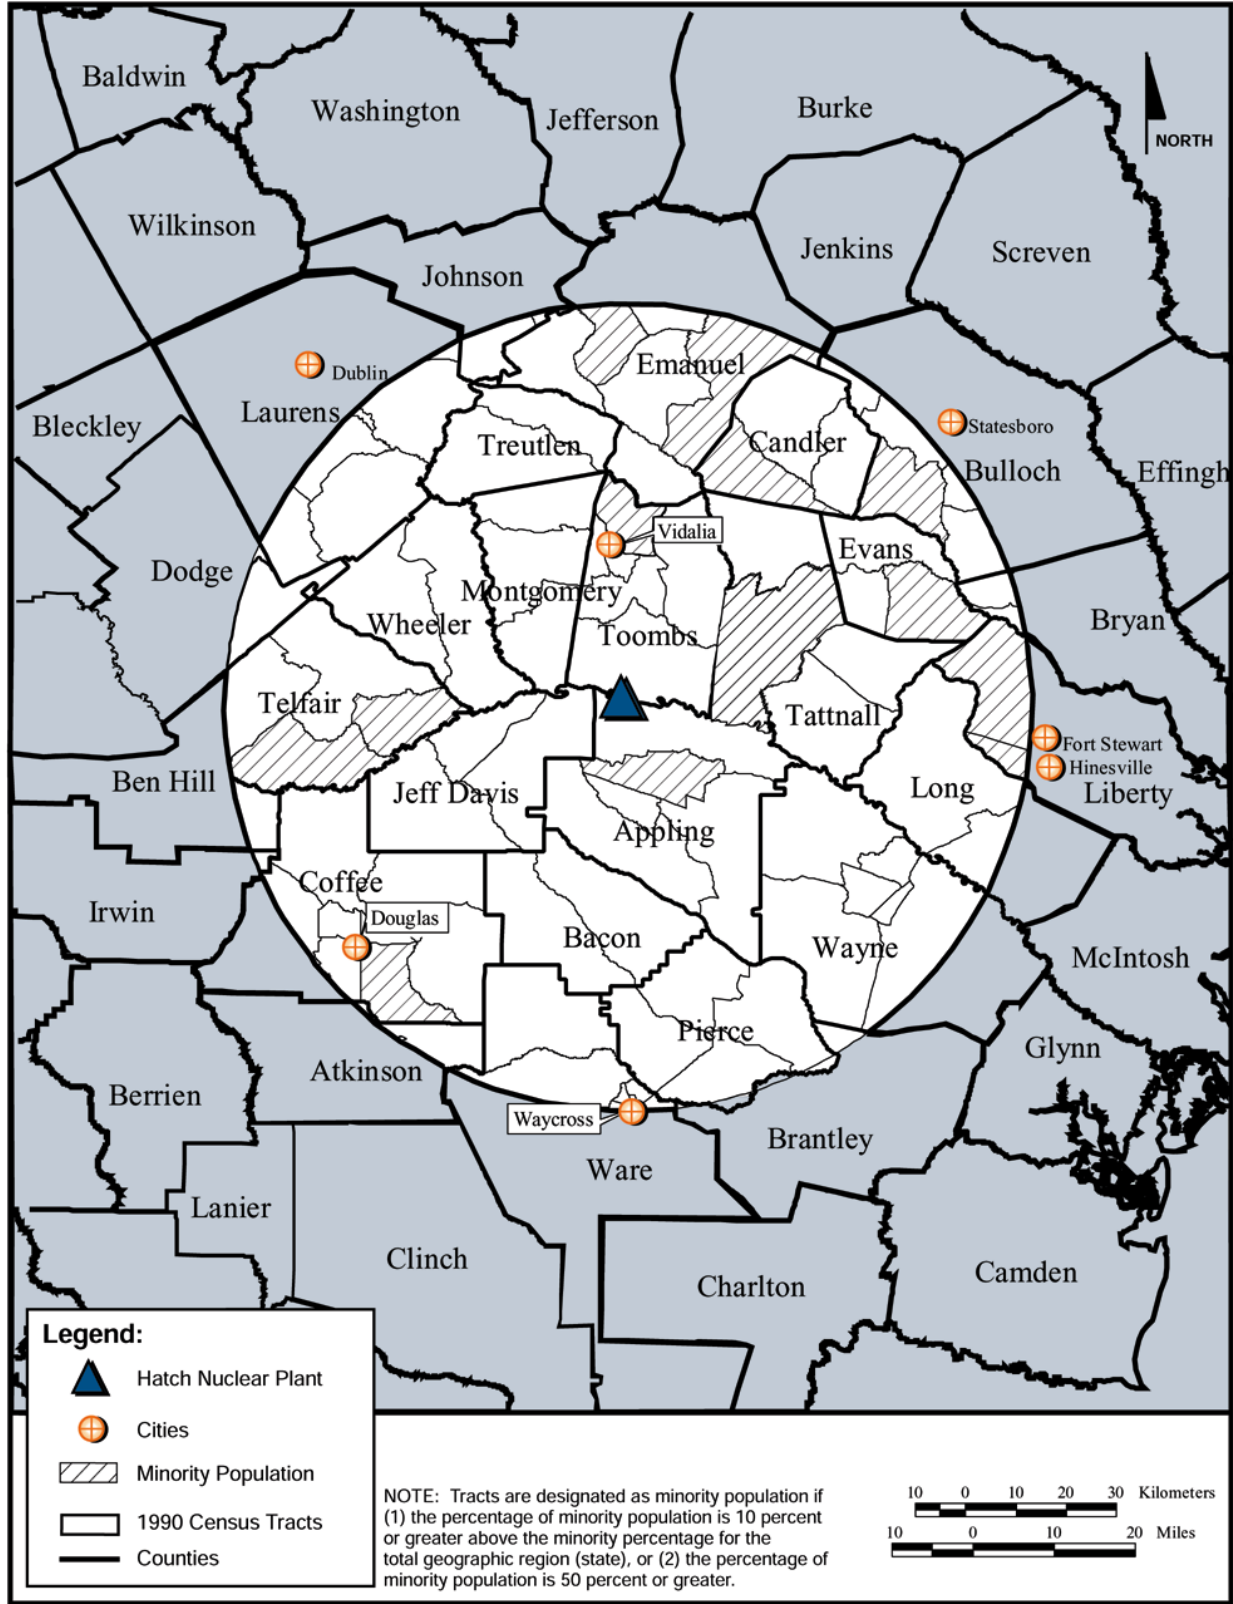 Baldwin
Washington
Jefferson
Burke
NORTH
Wilkinson
Johnson
Jenkins
Screven
Dublin
Emanuel
Laurens
Bleckley
Treutlen
Candler
Statesboro
Bulloch
Effingh
Vidalia
Evans
Dodge
Montgomery
Wheeler
Toombs
Bryan
Telfair
Tattnall
Fort Stewart
Hinesville
Ben Hill
Jeff Davis
Long
Liberty
Appling
Coffee
Irwin
Douglas
Bacon
Wayne
McIntosh
Pierce
Glynn
Atkinson
Berrien
Waycross
Brantley
Ware
Lanier
Clinch
Charlton
Camden
Legend:
Hatch Nuclear Plant
Cities
Minority Population
1990 Census Tracts
Counties
NOTE: Tracts are designated as minority population if
(1) the percentage of minority population is 10 percent
or greater above the minority percentage for the
total geographic region (state), or (2) the percentage of
minority population is 50 percent or greater.
10 0 10 20 30 Kilometers
10 0 10 20 Miles